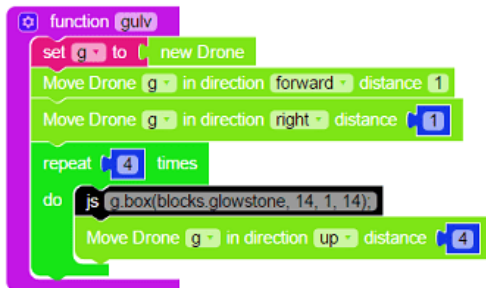 function gulv
set g to new Drone
Move Drone g in direction forward distance 1
Move Drone g in direction right distance 1
repeat 4 times
do js g.box(blocks.glowstone, 14, 1, 14);
Move Drone g in direction up distance 4